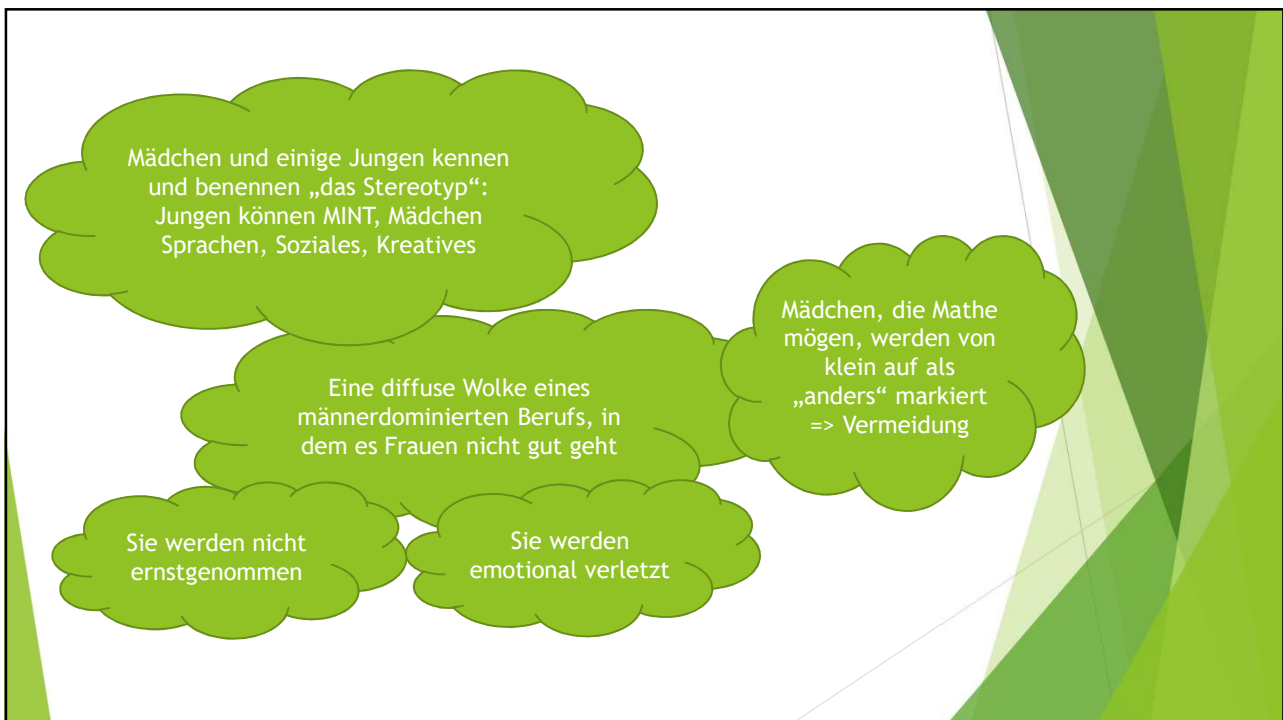 Mädchen und einige Jungen kennen
und benennen „das Stereotyp“:
Jungen können MINT, Mädchen
Sprachen, Soziales, Kreatives
Mädchen, die Mathe
mögen, werden von
klein auf als
„anders“ markiert
=> Vermeidung
Eine diffuse Wolke eines
männerdominierten Berufs, in
dem es Frauen nicht gut geht
Sie werden nicht
ernstgenommen
Sie werden
emotional verletzt